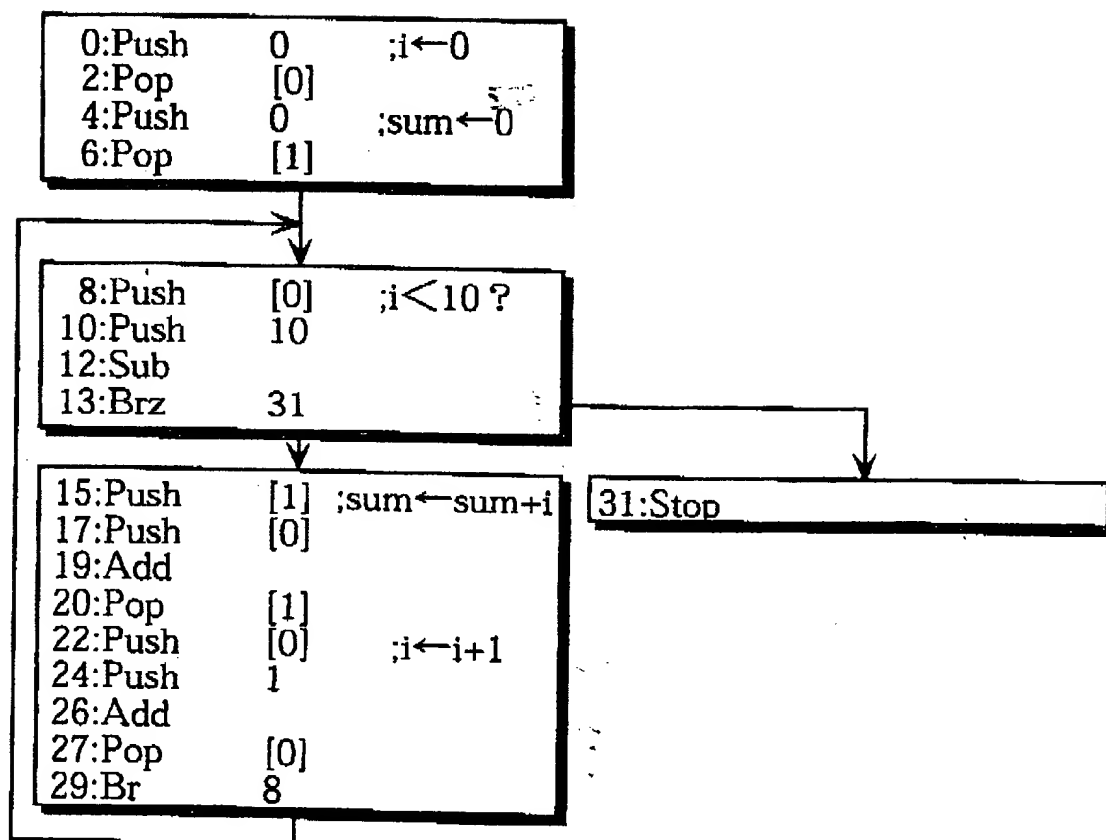 0:Push 0 ;i←0
2:Pop [0]
4:Push 0 ;sum←0
6:Pop [1]
8:Push [0] ;i<10?
10:Push 10
12:Sub
13:Brz 31
15:Push [1] ;sum←sum+i
17:Push [0]
19:Add
20:Pop [1]
22:Push [0] ;i←i+1
24:Push 1
26:Add
27:Pop [0]
29:Br 8
31:Stop